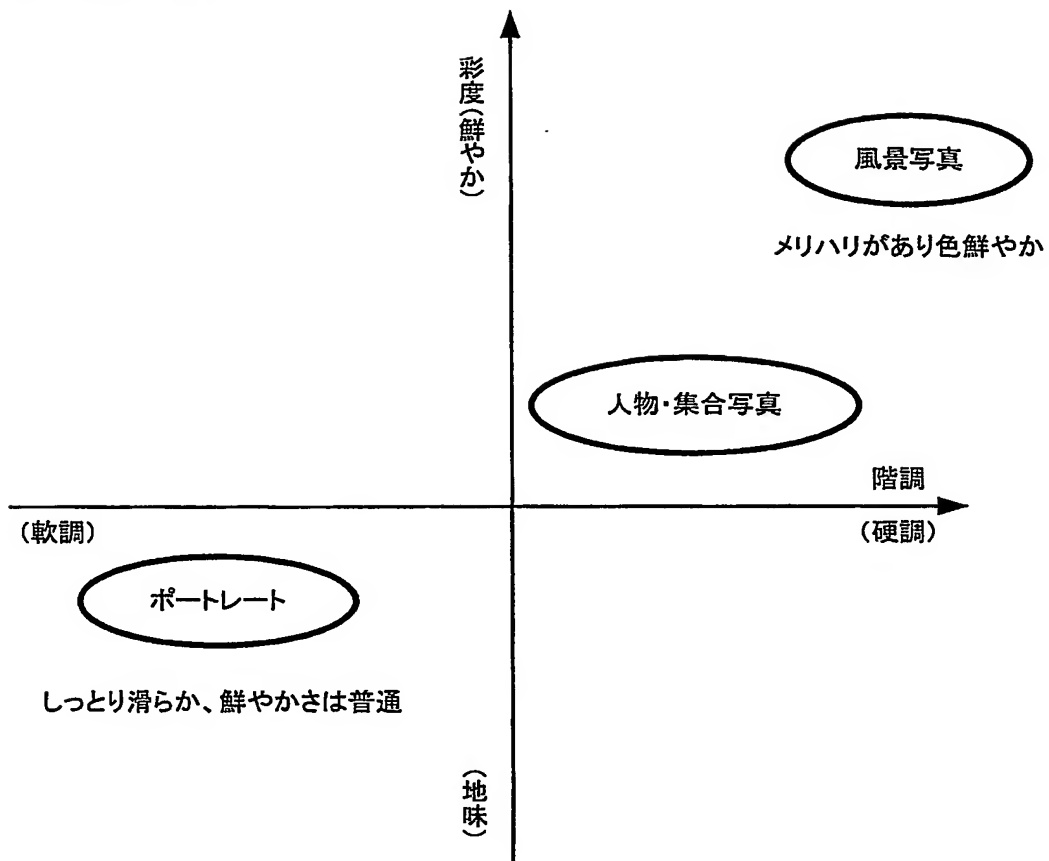 彩度(鮮やか)
風景写真
メリハリがあり色鮮やか
人物・集合写真
階調
(軟調)
(硬調)
ポートレート
しっとり滑らか、鮮やかさは普通
(地味)